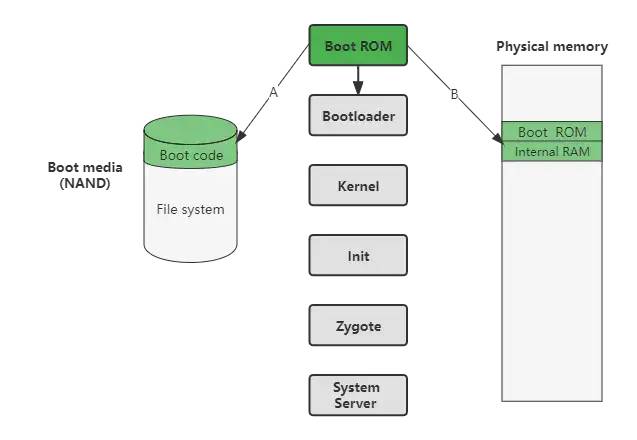 Boot ROM
Physical memory
A
B
Bootloader
Boot ROM
Internal RAM
Boot code
Boot media
(NAND)
File system
Kernel
Init
Zygote
System
Server